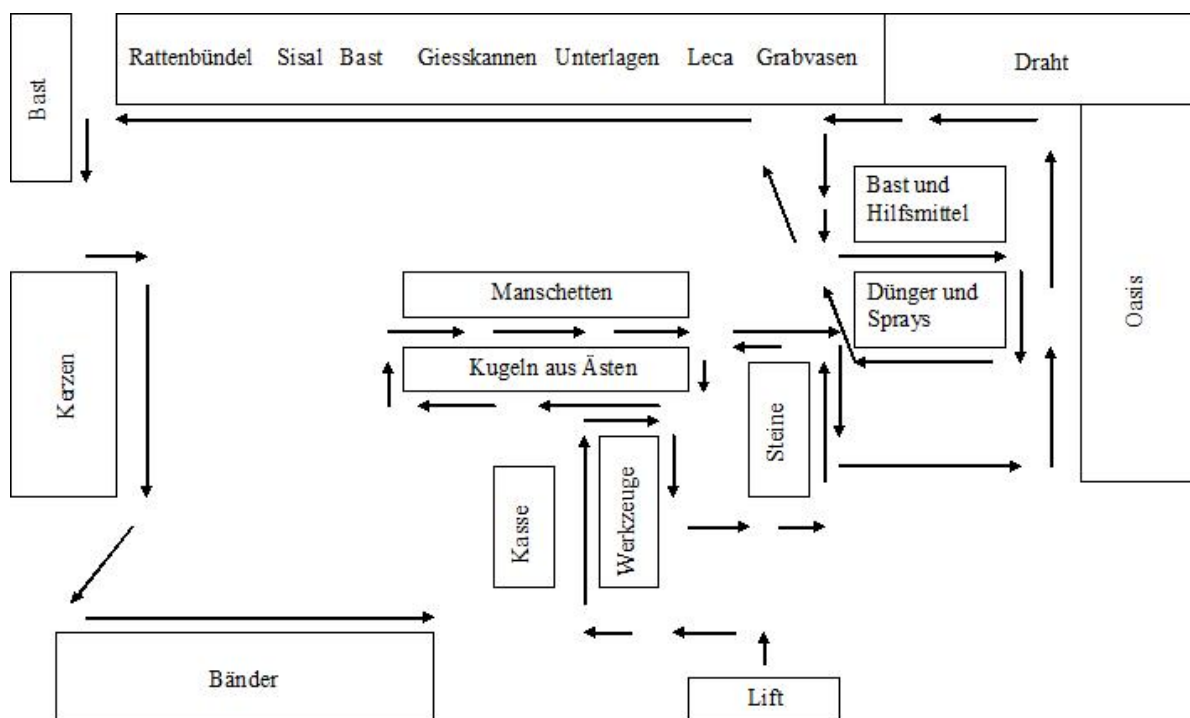 Bast
Rattenbündel Sisal Bast Giesskannen Unterlagen Leca Grabvasen
Draht
Bast und
Hilfsmittel
Manschetten
Dünger und
Sprays
Oasis
Kerzen
Kugeln aus Ästen
Steine
Kasse
Werkzeuge
Bänder
Lift